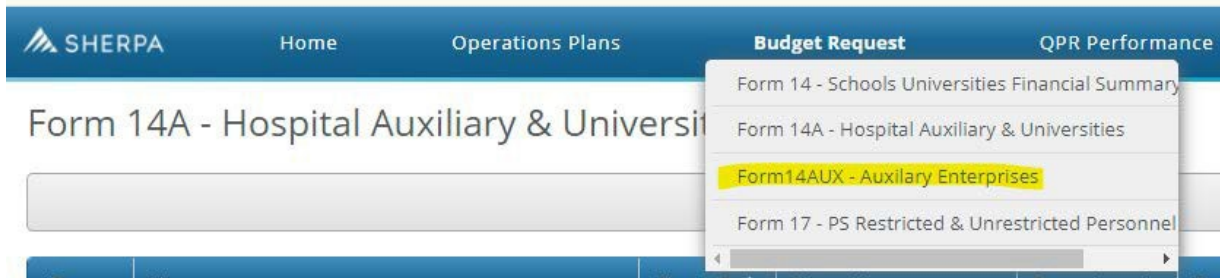 SHERPA Home Operations Plans Budget Request QPR Performance
Form 14 - Schools Universities Financial Summary
Form 14A - Hospital Auxiliary & Universit
Form 14A - Hospital Auxiliary & Universities
Form14AUX - Auxilary Enterprises
Form 17 - PS Restricted & Unrestricted Personnel